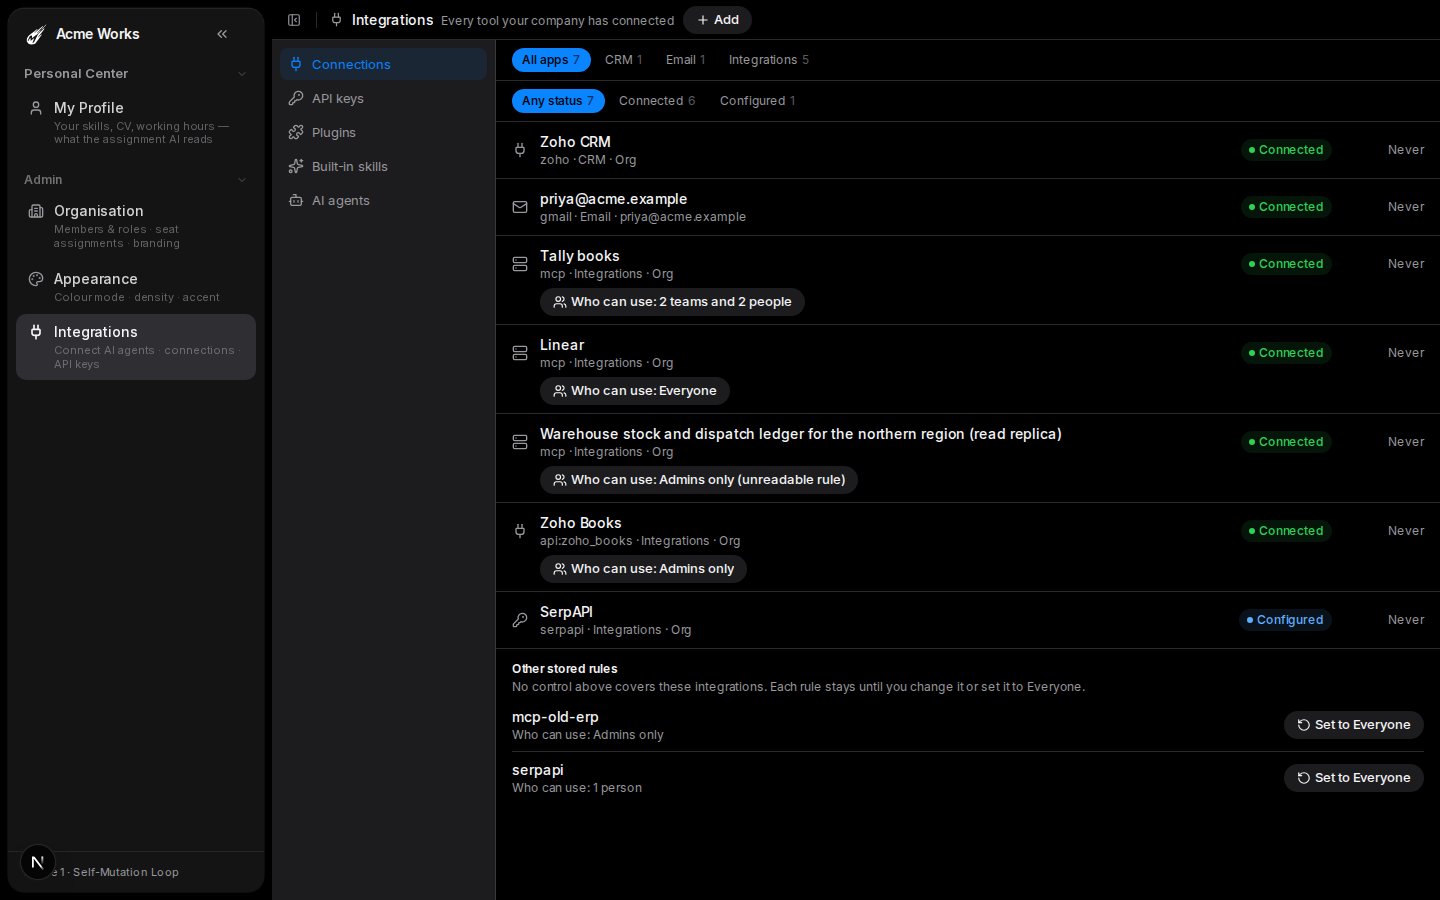 Acme Works
Personal Center
My Profile
Your skills, CV, working hours —
what the assignment AI reads
Admin
Organisation
Members & roles · seat
assignments · branding
Appearance
Colour mode · density · accent
Integrations
Connect AI agents · connections ·
API keys
N
e 1 · Self-Mutation Loop
Integrations Every tool your company has connected + Add
Connections
API keys
Plugins
Built-in skills
AI agents
All apps 7 CRM 1 Email 1 Integrations 5
Any status 7 Connected 6 Configured 1
Zoho CRM
zoho · CRM · Org
Connected Never
priya@acme.example
gmail · Email · priya@acme.example
Connected Never
Tally books
mcp · Integrations · Org
Who can use: 2 teams and 2 people
Connected Never
Linear
mcp · Integrations · Org
Who can use: Everyone
Connected Never
Warehouse stock and dispatch ledger for the northern region (read replica)
mcp · Integrations · Org
Who can use: Admins only (unreadable rule)
Connected Never
Zoho Books
api:zoho_books · Integrations · Org
Who can use: Admins only
Connected Never
SerpAPI
serpapi · Integrations · Org
Configured Never
Other stored rules
No control above covers these integrations. Each rule stays until you change it or set it to Everyone.
mcp-old-erp
Who can use: Admins only
Set to Everyone
serpapi
Who can use: 1 person
Set to Everyone